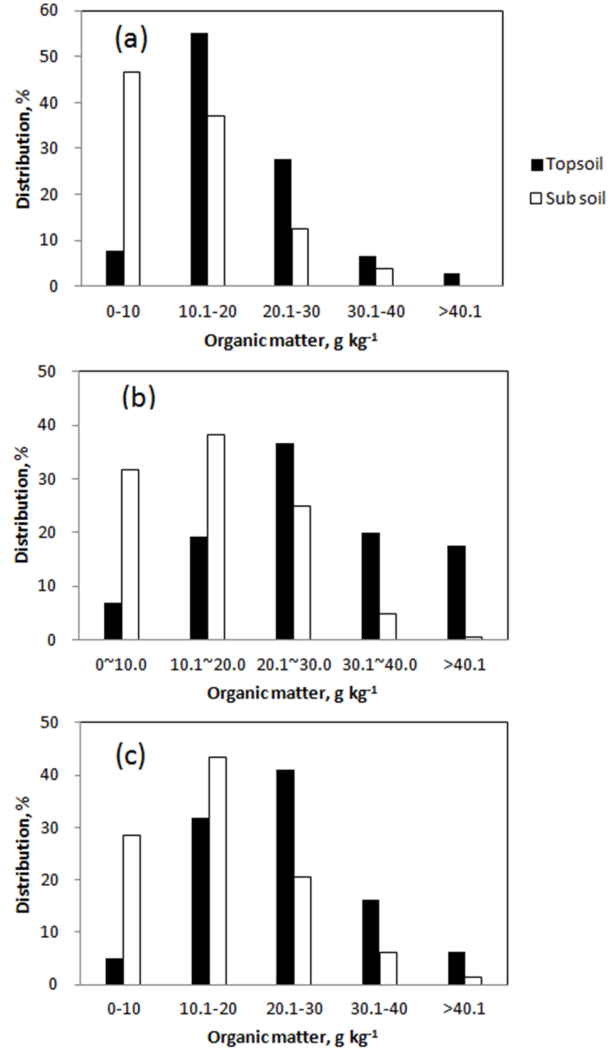 (a)
60
50
40
30
20
10
0
Distribution, %
0-10 10.1-20 20.1-30 30.1-40 >40.1
Organic matter, g kg-1
Topsoil
Sub soil
(b)
50
40
30
20
10
0
Distribution, %
0~10.0 10.1~20.0 20.1~30.0 30.1~40.0 >40.1
Organic matter, g kg-1
(c)
50
40
30
20
10
0
Distribution, %
0-10 10.1-20 20.1-30 30.1-40 >40.1
Organic matter, g kg-1